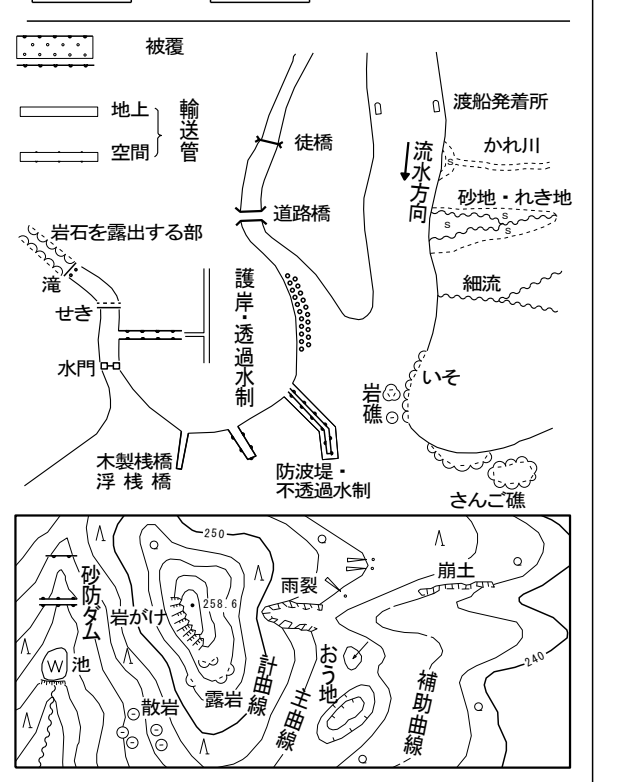 被覆
地上
空間
輸送管
徒橋
道路橋
渡船発着所
かれ川
流水方向
砂地・れき地
S
S
S
細流
岩石を露出する部
滝
せき
水門
護岸・透過水制
いそ
岩礁
木製桟橋
浮桟橋
防波堤・
不透過水制
さんご礁
250
258.6
240
砂防ダム
岩がけ
池
W
散岩
露岩
計曲線
主曲線
雨裂
おう地
崩土
補助曲線